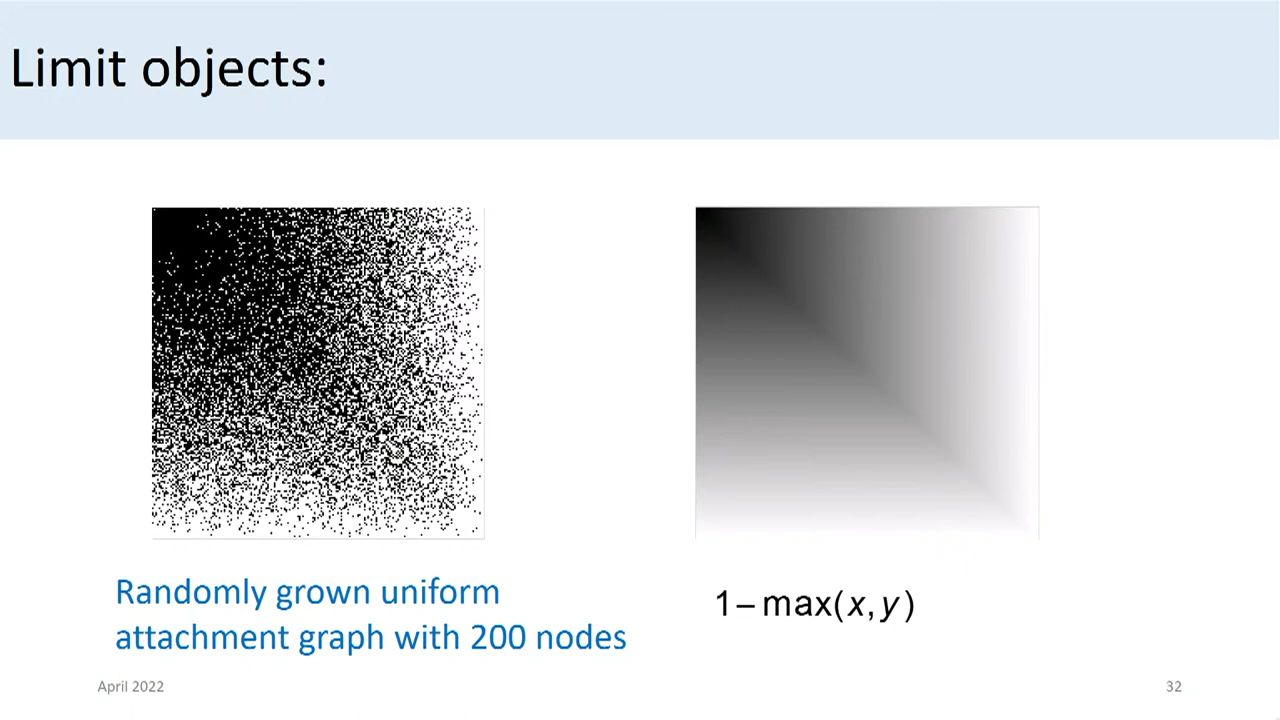 Limit objects:
Randomly grown uniform
attachment graph with 200 nodes
1 – max(x, y)
April 2022
32